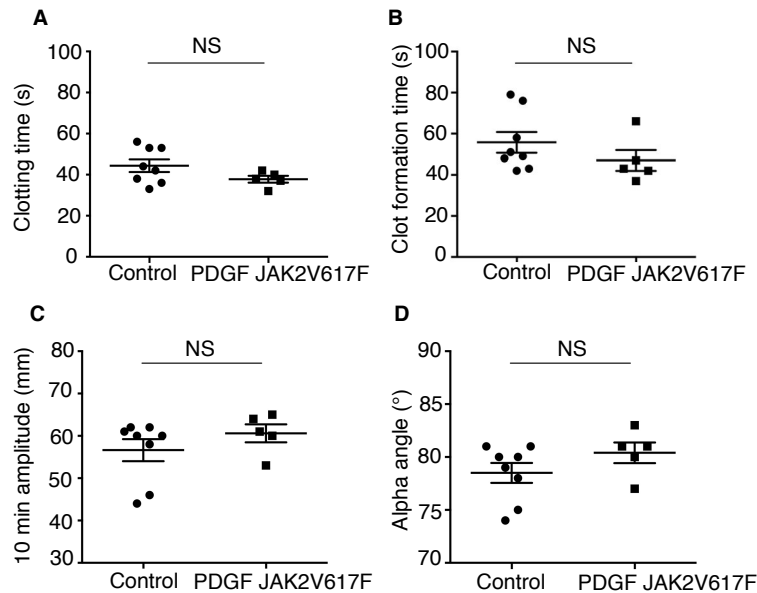 A
NS
Clotting time (s)
100
80
60
40
20
0
Control PDGF JAK2V617F
B
NS
Clot formation time (s)
100
80
60
40
20
0
Control PDGF JAK2V617F
C
NS
10 min amplitude (mm)
80
70
60
50
40
30
Control PDGF JAK2V617F
D
NS
Alpha angle (°)
90
85
80
75
70
Control PDGF JAK2V617F